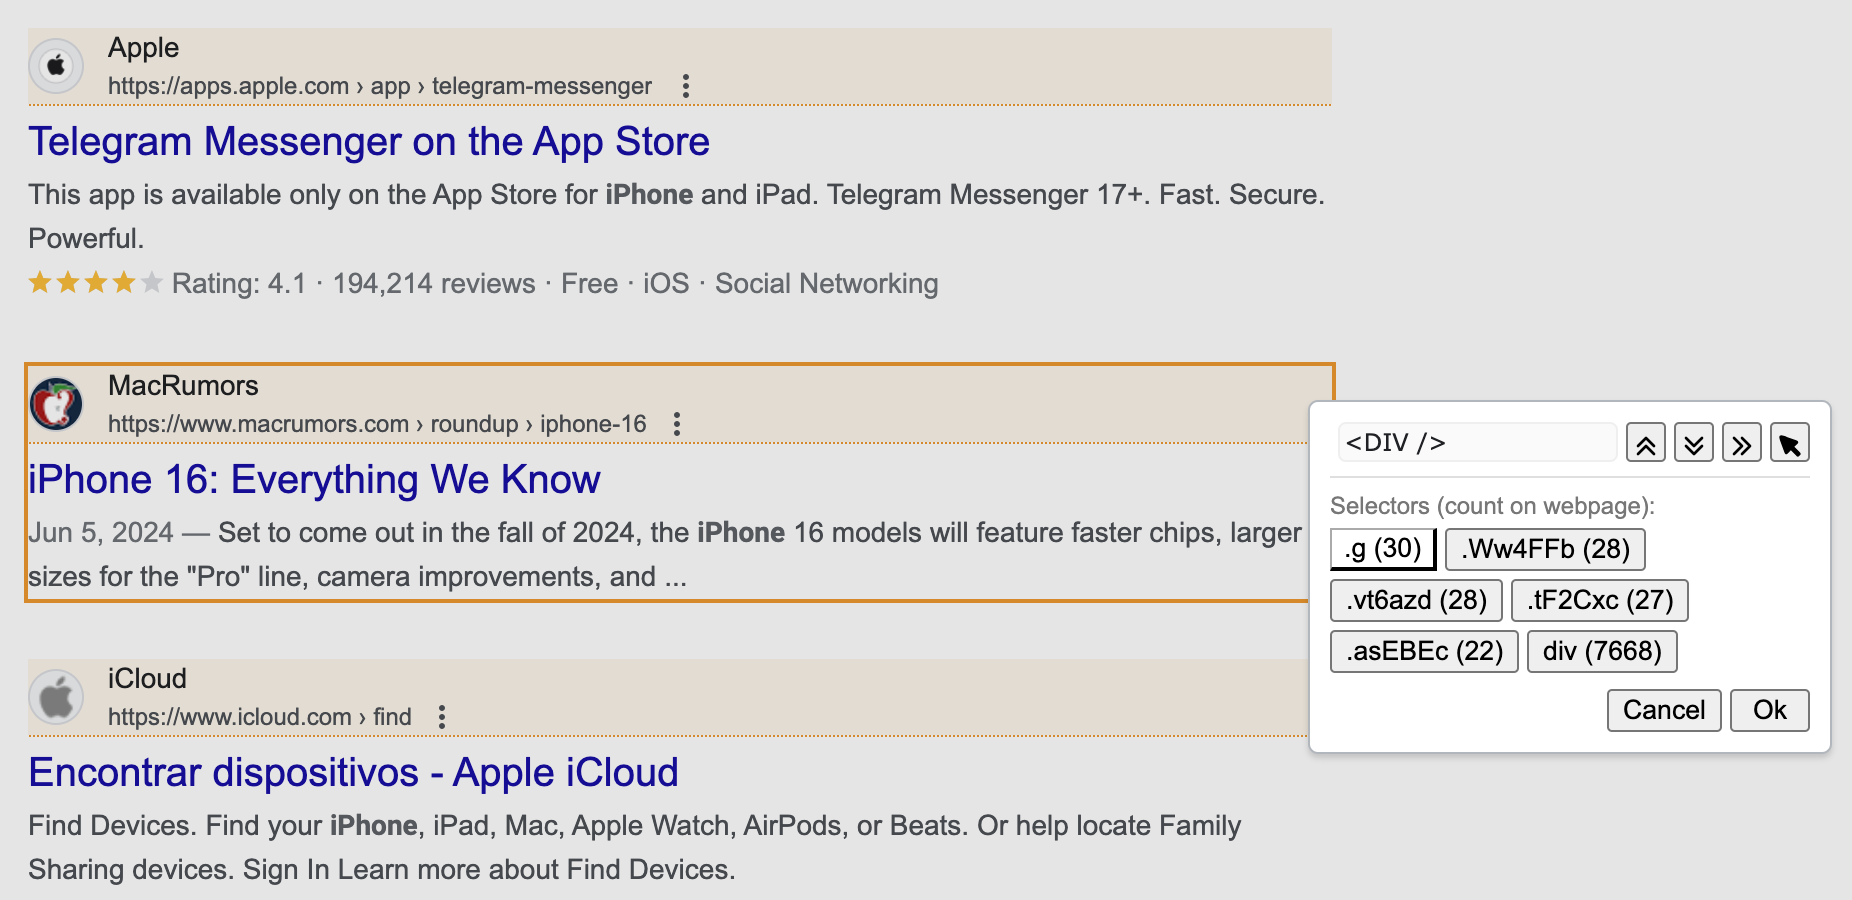 Apple
https://apps.apple.com › app › telegram-messenger
Telegram Messenger on the App Store
This app is available only on the App Store for iPhone and iPad. Telegram Messenger 17+. Fast. Secure.
Powerful.
Rating: 4.1 · 194,214 reviews · Free · iOS · Social Networking
MacRumors
https://www.macrumors.com › roundup › iphone-16
iPhone 16: Everything We Know
Jun 5, 2024 — Set to come out in the fall of 2024, the iPhone 16 models will feature faster chips, larger
sizes for the "Pro" line, camera improvements, and ...
<DIV />
Selectors (count on webpage):
.g (30) .Ww4FFb (28)
.vt6azd (28) .tF2Cxc (27)
.asEBEc (22) div (7668)
Cancel Ok
iCloud
https://www.icloud.com › find
Encontrar dispositivos - Apple iCloud
Find Devices. Find your iPhone, iPad, Mac, Apple Watch, AirPods, or Beats. Or help locate Family
Sharing devices. Sign In Learn more about Find Devices.